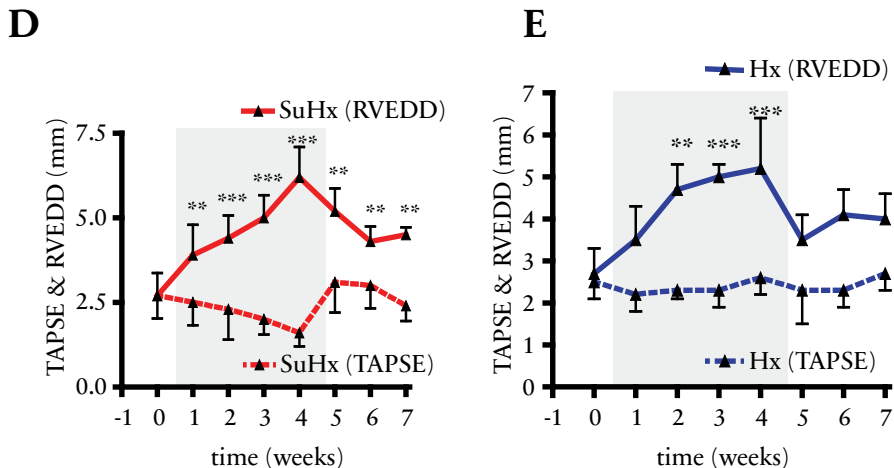 D
SuHx (RVEDD)
TAPSE & RVEDD (mm)
7.5
5.0
2.5
0.0
** *** *** *** ** ** **
SuHx (TAPSE)
-1 0 1 2 3 4 5 6 7
time (weeks)
E
Hx (RVEDD)
TAPSE & RVEDD (mm)
7
6
5
4
3
2
1
0
** *** ***
Hx (TAPSE)
-1 0 1 2 3 4 5 6 7
time (weeks)